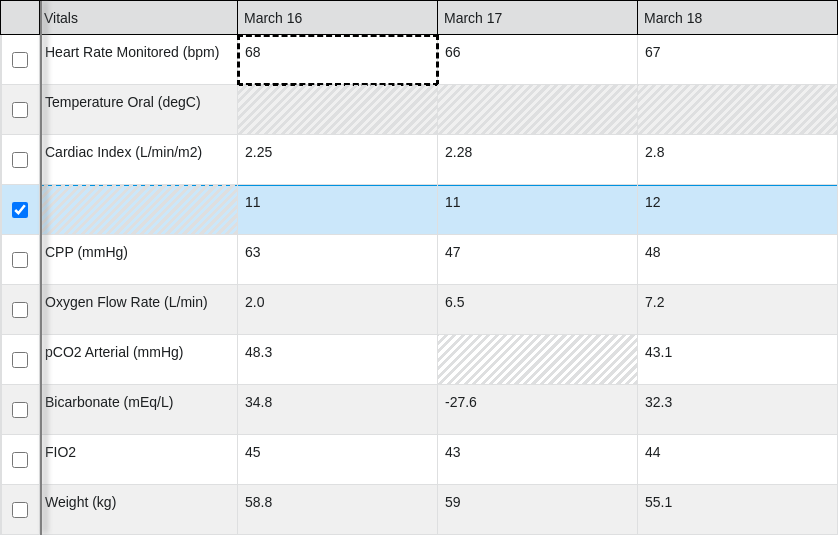 Vitals March 16 March 17 March 18
Heart Rate Monitored (bpm) 68 66 67
Temperature Oral (degC)
Cardiac Index (L/min/m2) 2.25 2.28 2.8
11 11 12
CPP (mmHg) 63 47 48
Oxygen Flow Rate (L/min) 2.0 6.5 7.2
pCO2 Arterial (mmHg) 48.3 43.1
Bicarbonate (mEq/L) 34.8 -27.6 32.3
FIO2 45 43 44
Weight (kg) 58.8 59 55.1